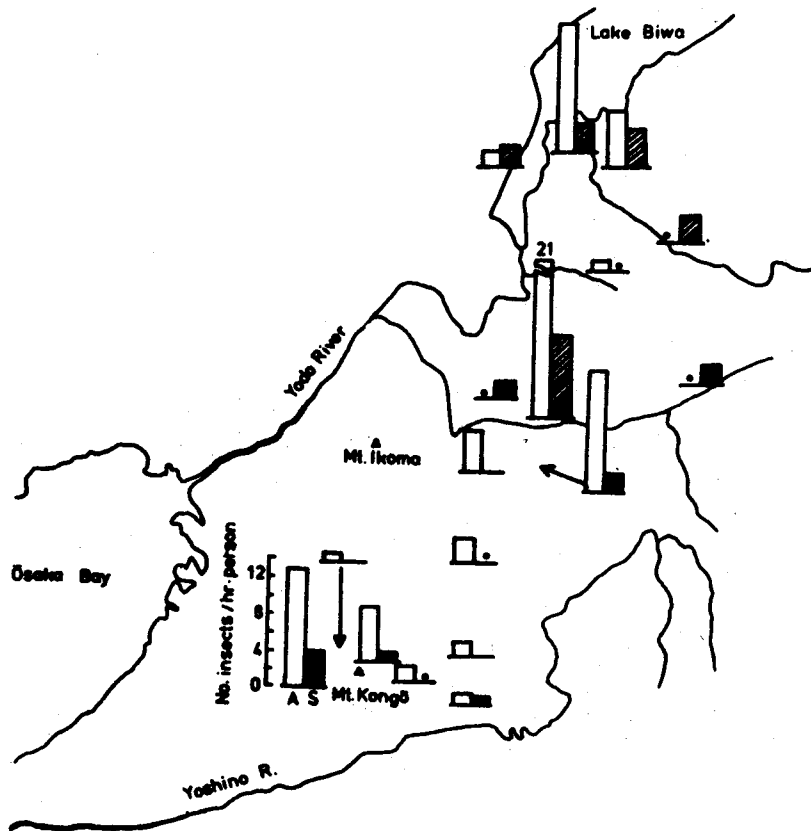 Lake Biwa
21
Yodo River
Mt. Ikoma
Ōsaka Bay
No. insects / hr. person
12
8
4
0
A S
Mt. Kongō
Yoshino R.